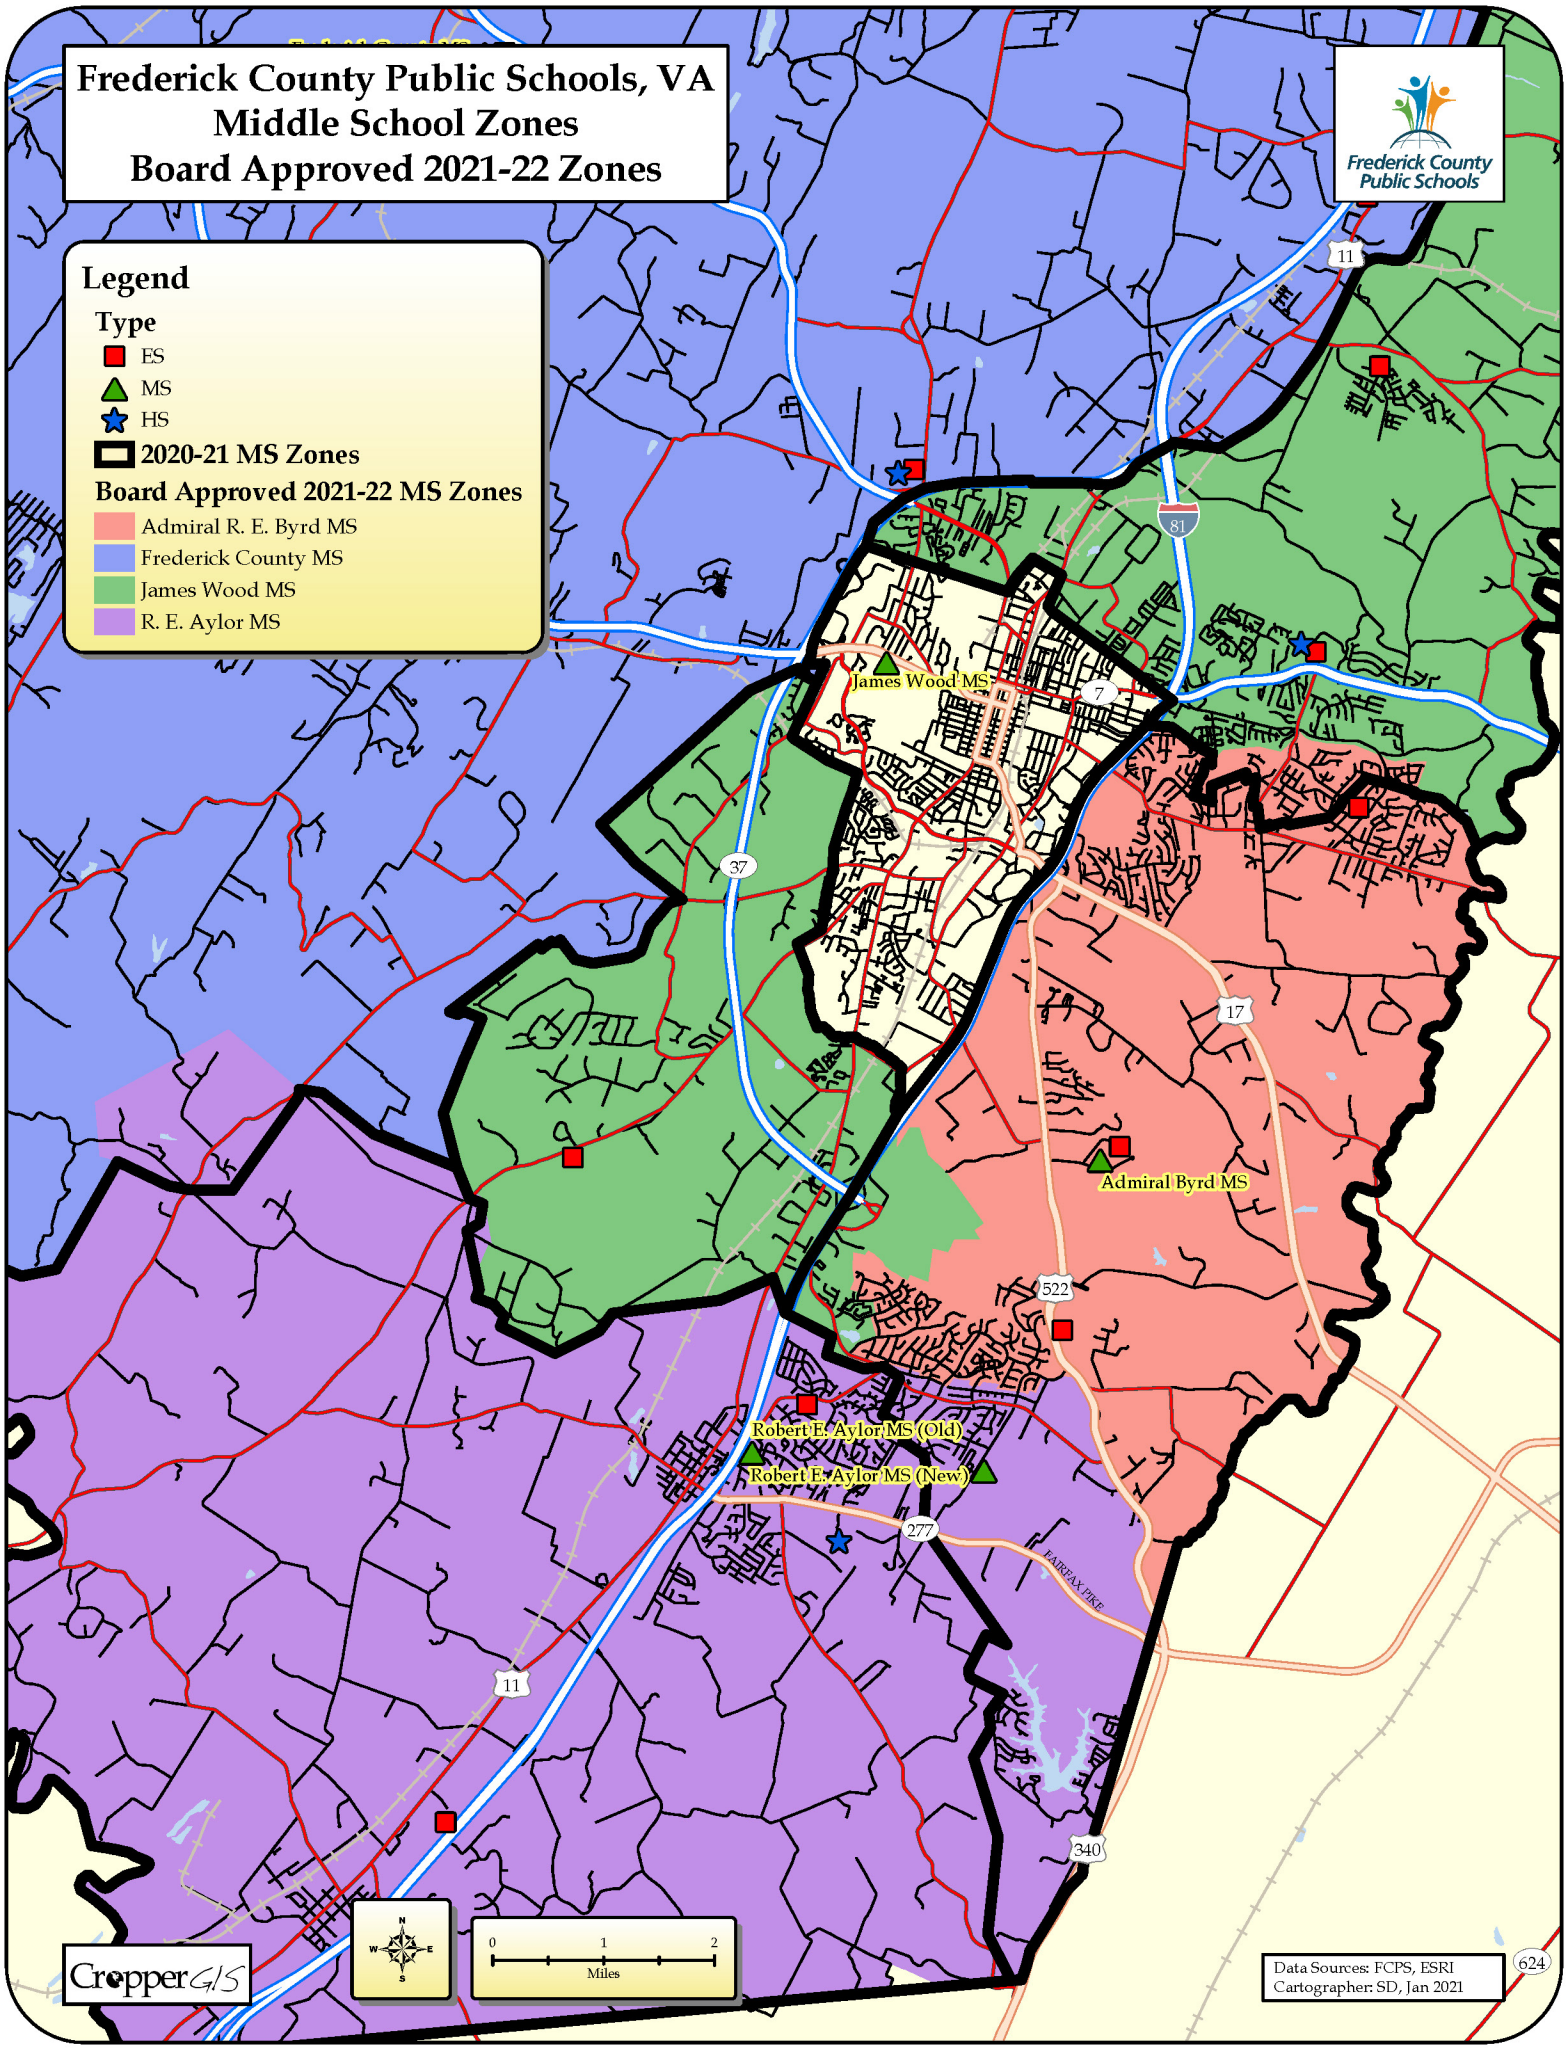 Frederick County Public Schools, VA
Middle School Zones
Board Approved 2021-22 Zones
Frederick County
Public Schools
11
Legend
Type
ES
MS
HS
2020-21 MS Zones
Board Approved 2021-22 MS Zones
Admiral R. E. Byrd MS
Frederick County MS
James Wood MS
R. E. Aylor MS
81
James Wood MS
7
37
17
Admiral Byrd MS
522
Robert E. Aylor MS (Old)
Robert E. Aylor MS (New)
277
FAIRFAX PIKE
11
340
N
W E
S
0 1 2
Miles
CropperGIS
Data Sources: FCPS, ESRI
Cartographer: SD, Jan 2021
624